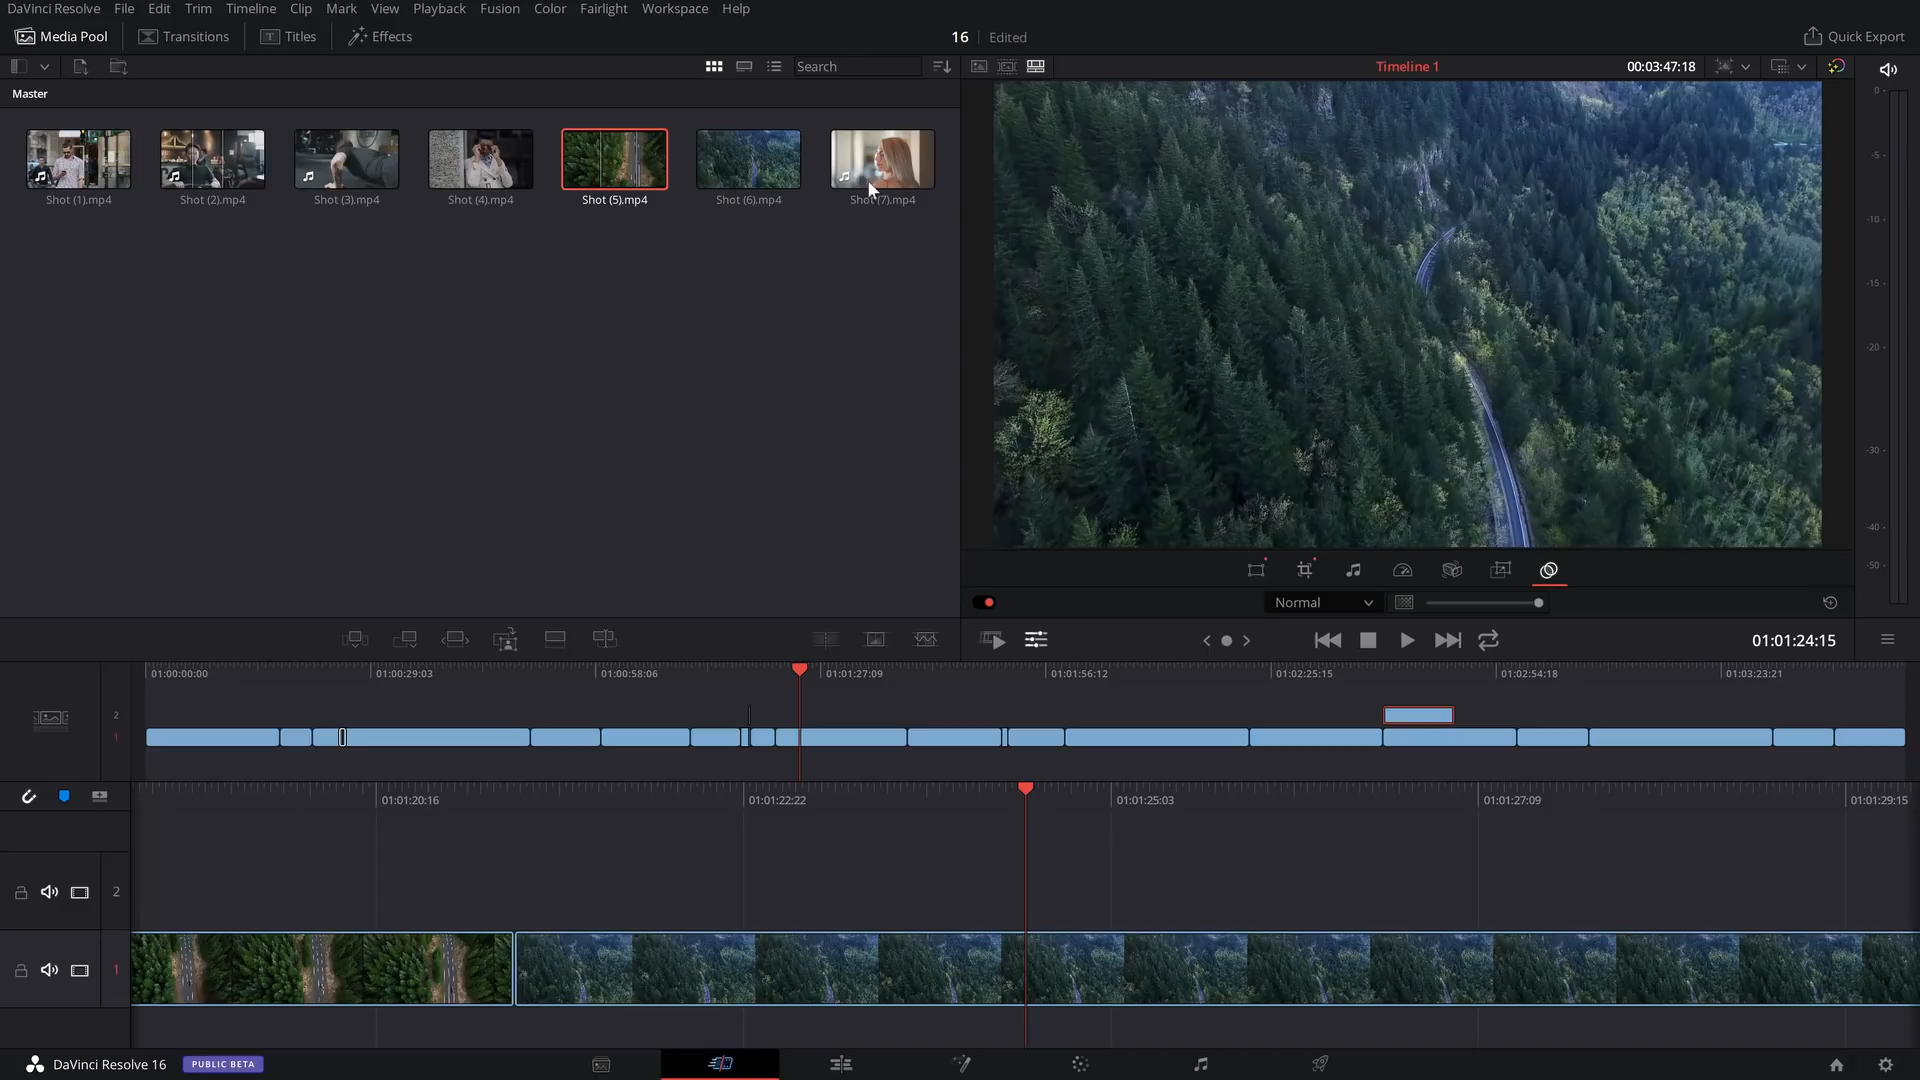 DaVinci Resolve File Edit Trim Timeline Clip Mark View Playback Fusion Color Fairlight Workspace Help
Media Pool Transitions Titles Effects 16 Edited Quick Export
Search Timeline 1 00:03:47:18
Master
0
-5
-10
-15
-20
-30
-40
-50
Shot (1).mp4 Shot (2).mp4 Shot (3).mp4 Shot (4).mp4 Shot (5).mp4 Shot (6).mp4 Shot (7).mp4
Normal
01:01:24:15
01:00:00:00 01:00:29:03 01:00:58:06 01:01:27:09 01:01:56:12 01:02:25:15 01:02:54:18 01:03:23:21
2
1
01:01:20:16 01:01:22:22 01:01:25:03 01:01:27:09 01:01:29:15
2
1
DaVinci Resolve 16 PUBLIC BETA